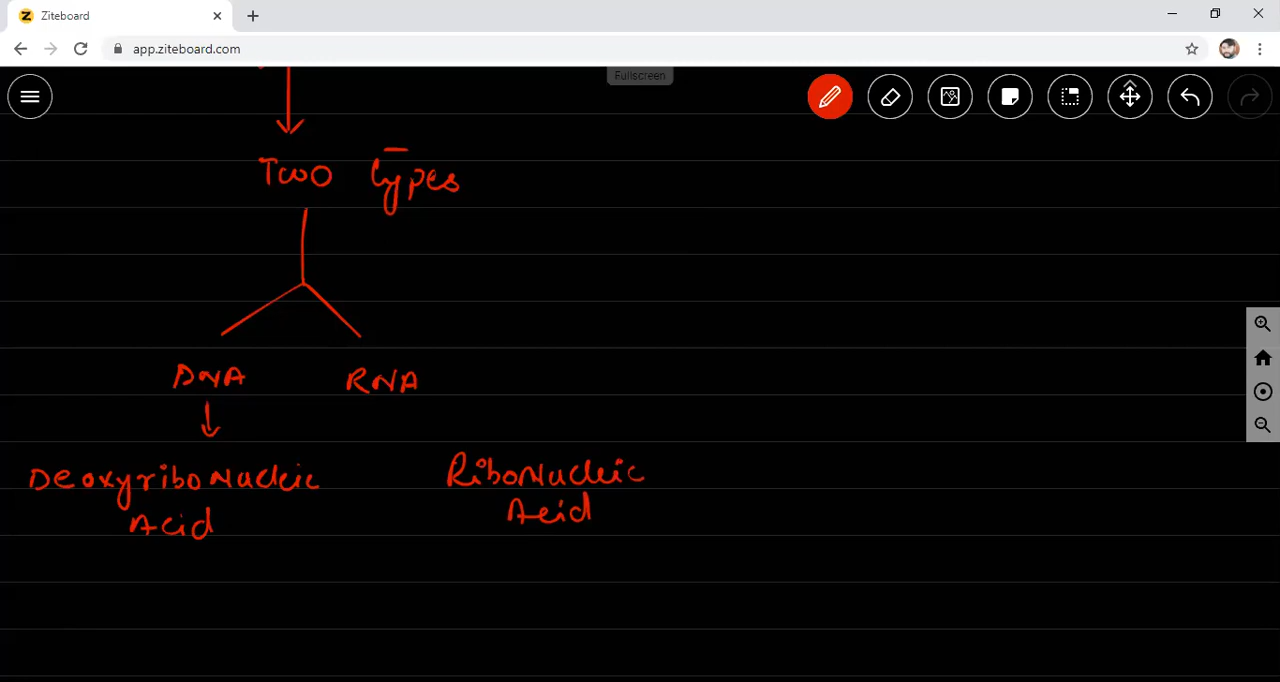 Ziteboard
app.ziteboard.com
Fullscreen
Two types
DNA RNA
Deoxyribonucleic
Acid
Ribonucleic
Acid